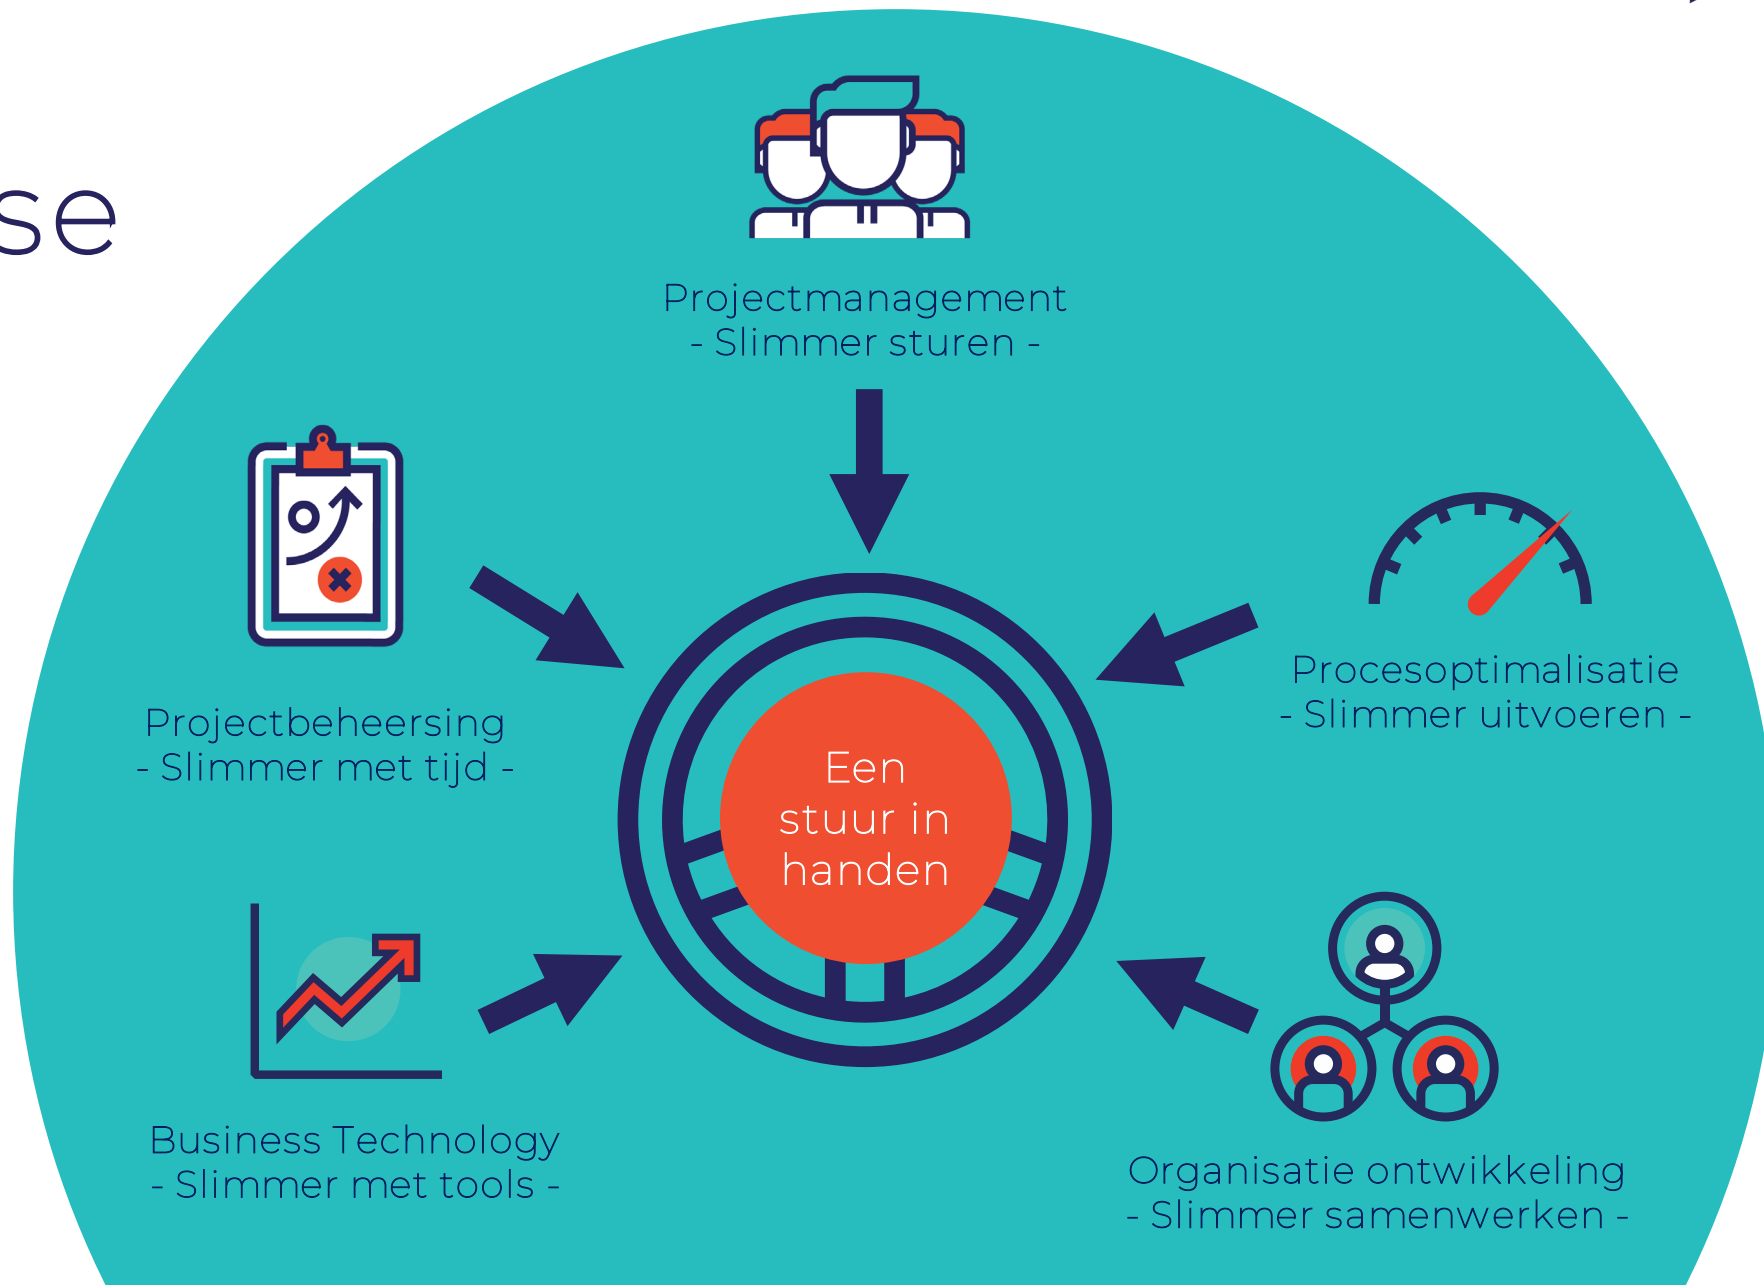 se
Projectmanagement
- Slimmer sturen -
Projectbeheersing
- Slimmer met tijd -
Procesoptimalisatie
- Slimmer uitvoeren -
Een
stuur in
handen
Business Technology
- Slimmer met tools -
Organisatie ontwikkeling
- Slimmer samenwerken -